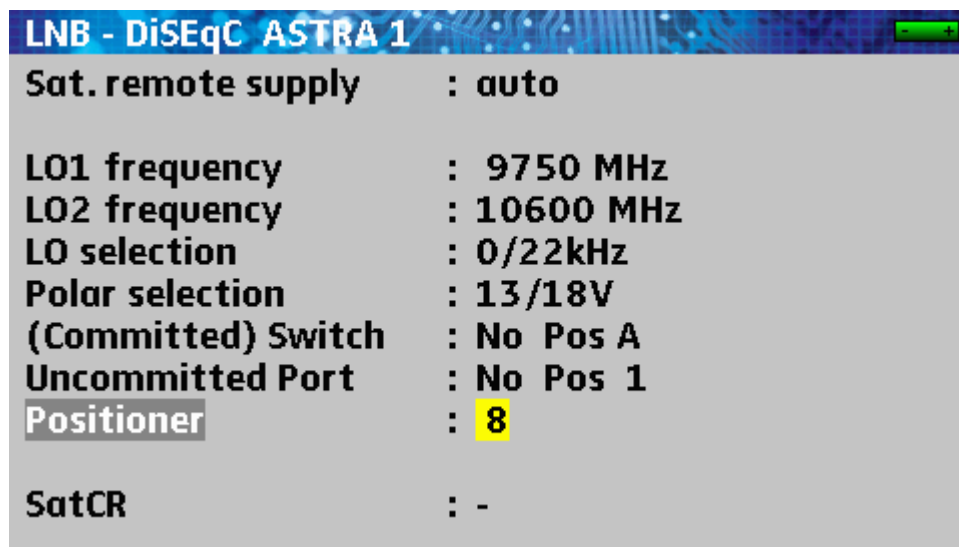 LNB - DiSEqC ASTRA 1
Sat. remote supply : auto
LO1 frequency : 9750 MHz
LO2 frequency : 10600 MHz
LO selection : 0/22kHz
Polar selection : 13/18V
(Committed) Switch : No Pos A
Uncommitted Port : No Pos 1
Positioner : 8
SatCR : -